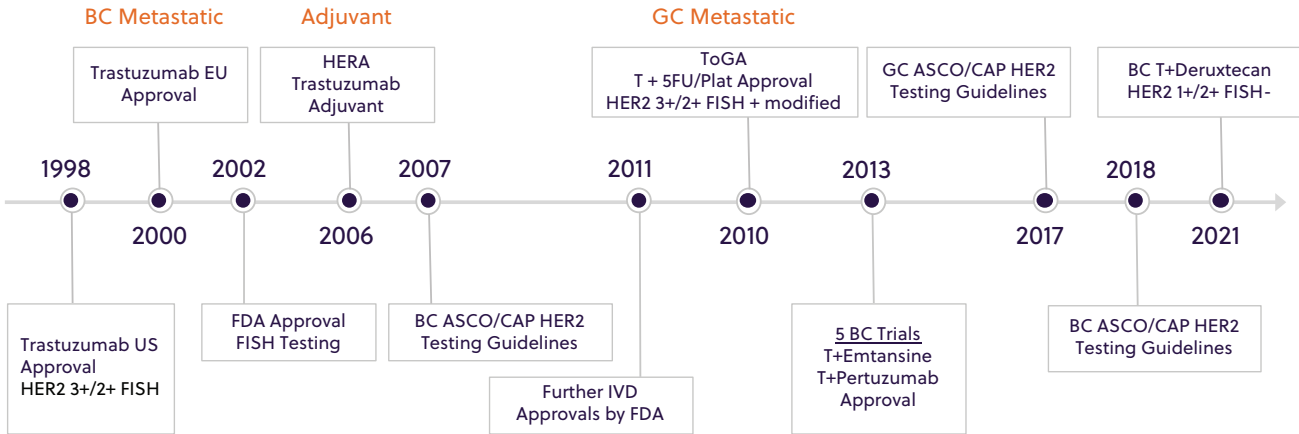 BC Metastatic
Adjuvant
GC Metastatic
Trastuzumab EU
Approval
HERA
Trastuzumab
Adjuvant
ToGA
T + 5FU/Plat Approval
HER2 3+/2+ FISH + modified
GC ASCO/CAP HER2
Testing Guidelines
BC T+Deruxtecan
HER2 1+/2+ FISH-
1998
2002
2007
2011
2013
2018
2000
2006
2010
2017
2021
Trastuzumab US
Approval
HER2 3+/2+ FISH
FDA Approval
FISH Testing
BC ASCO/CAP HER2
Testing Guidelines
Further IVD
Approvals by FDA
5 BC Trials
T+Emtansine
T+Pertuzumab
Approval
BC ASCO/CAP HER2
Testing Guidelines